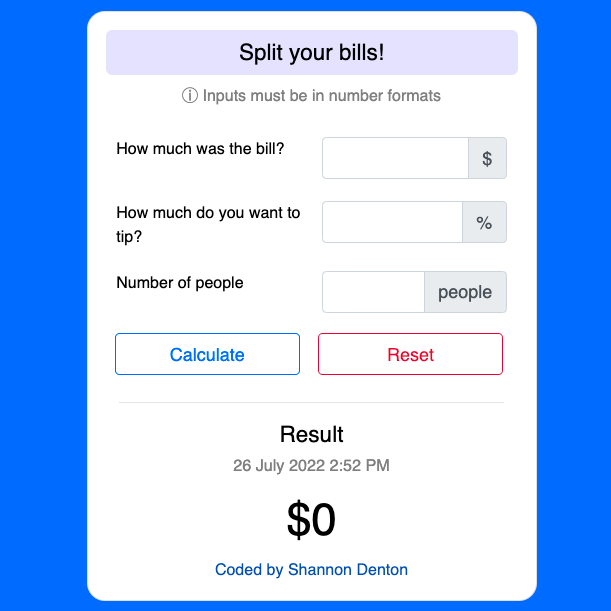 Split your bills!
ⓘ Inputs must be in number formats
How much was the bill?
$
How much do you want to
tip?
%
Number of people
people
Calculate
Reset
Result
26 July 2022 2:52 PM
$0
Coded by Shannon Denton